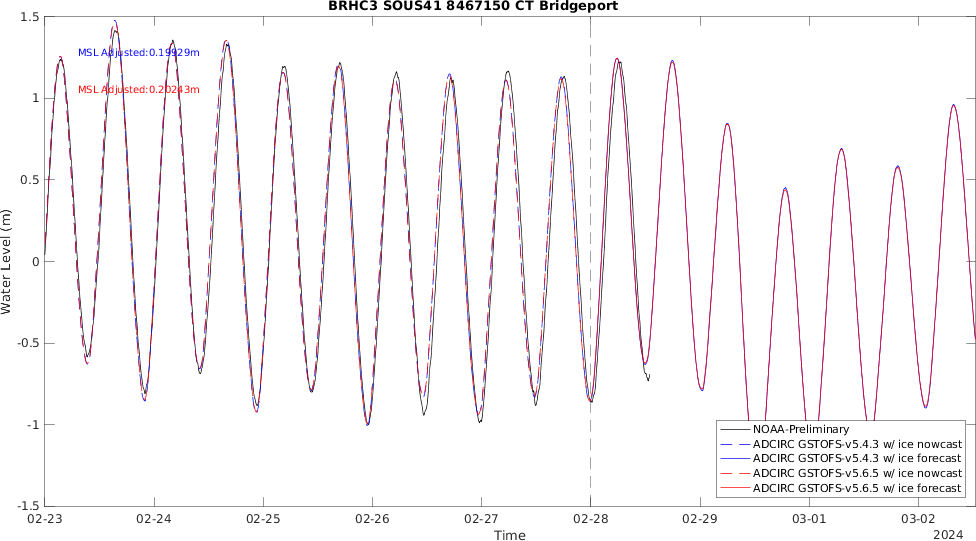 BRHC3 SOUS41 8467150 CT Bridgeport
1.5
MSL Adjusted:0.19929m
MSL Adjusted:0.20243m
1
0.5
0
-0.5
-1
-1.5
Water Level (m)
NOAA-Preliminary
ADCIRC GSTOFS-v5.4.3 w/ ice nowcast
ADCIRC GSTOFS-v5.4.3 w/ ice forecast
ADCIRC GSTOFS-v5.6.5 w/ ice nowcast
ADCIRC GSTOFS-v5.6.5 w/ ice forecast
02-23 02-24 02-25 02-26 02-27 02-28 02-29 03-01 03-02
Time
2024